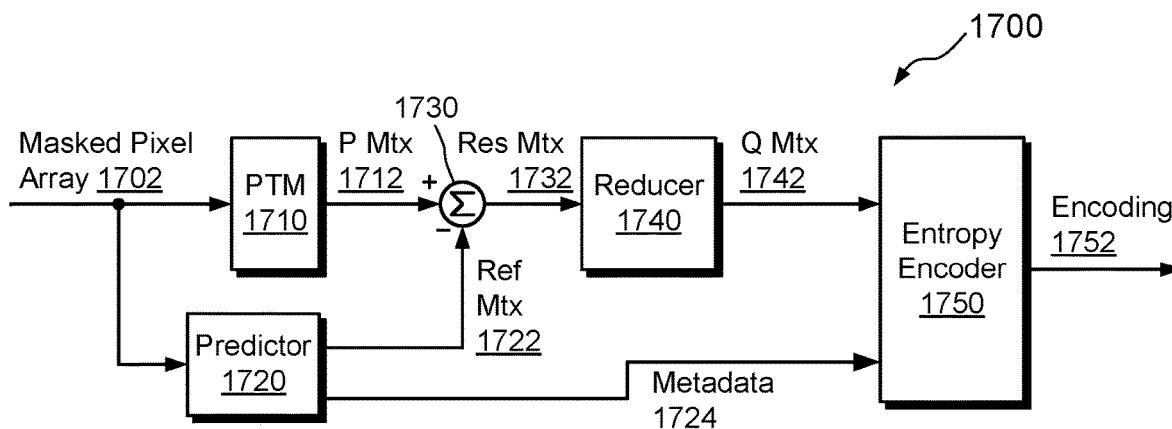 1700
1730
Masked Pixel
Array 1702
PTM
1710
P Mtx
1712
+
Σ
−
Res Mtx
1732
Reducer
1740
Q Mtx
1742
Entropy
Encoder
1750
Encoding
1752
Ref
Mtx
1722
Predictor
1720
Metadata
1724